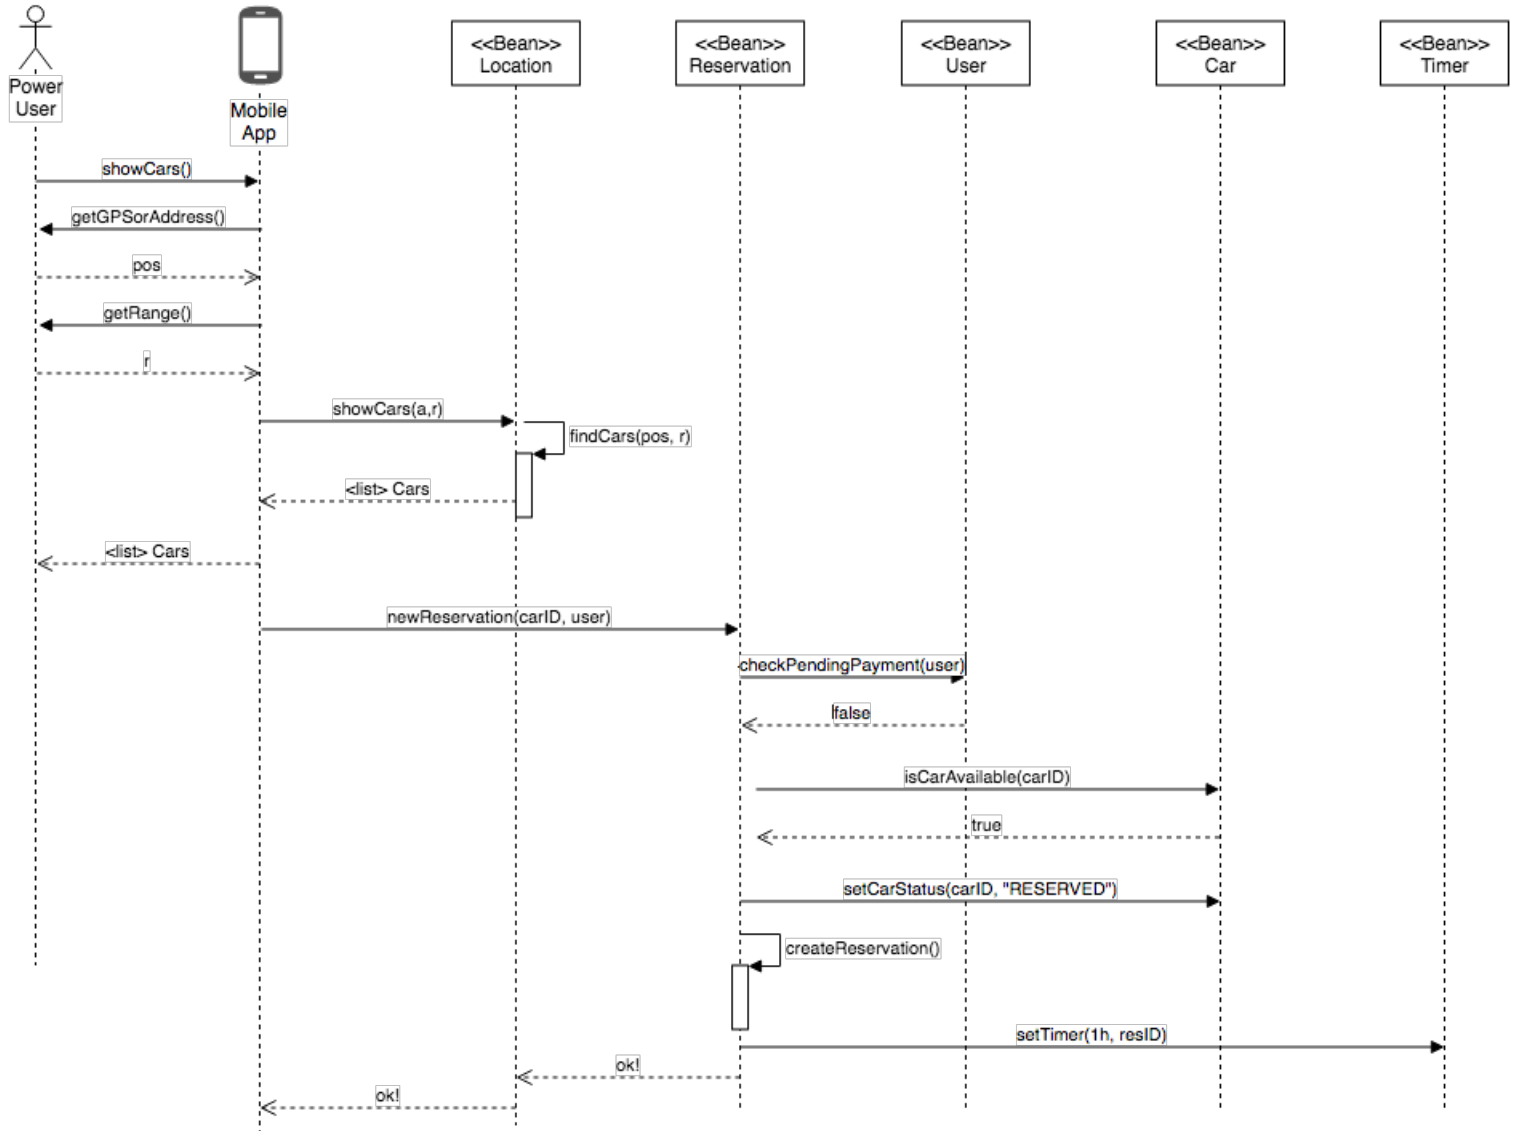 Power
User
Mobile
App
<<Bean>>
Location
<<Bean>>
Reservation
<<Bean>>
User
<<Bean>>
Car
<<Bean>>
Timer
showCars()
getGPSorAddress()
pos
getRange()
r
showCars(a,r)
findCars(pos, r)
<list> Cars
<list> Cars
newReservation(carID, user)
checkPendingPayment(user)
false
isCarAvailable(carID)
true
setCarStatus(carID, "RESERVED")
createReservation()
setTimer(1h, resID)
ok!
ok!